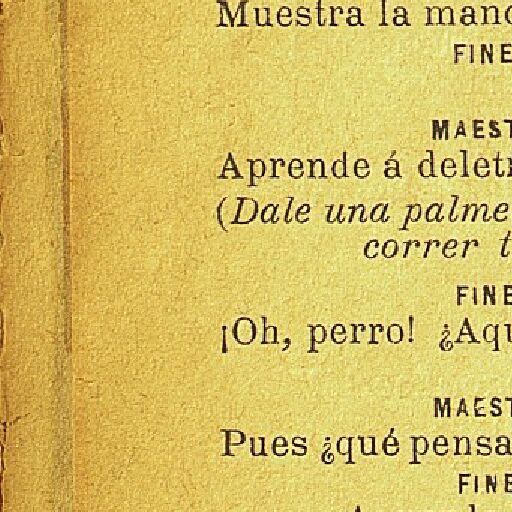 Muestra la mano
FINE
MAEST
Aprende á deletr
(Dale una palme
correr t
FINE
¡Oh, perro! ¿Aqu
MAEST
Pues ¿qué pensa
FINE